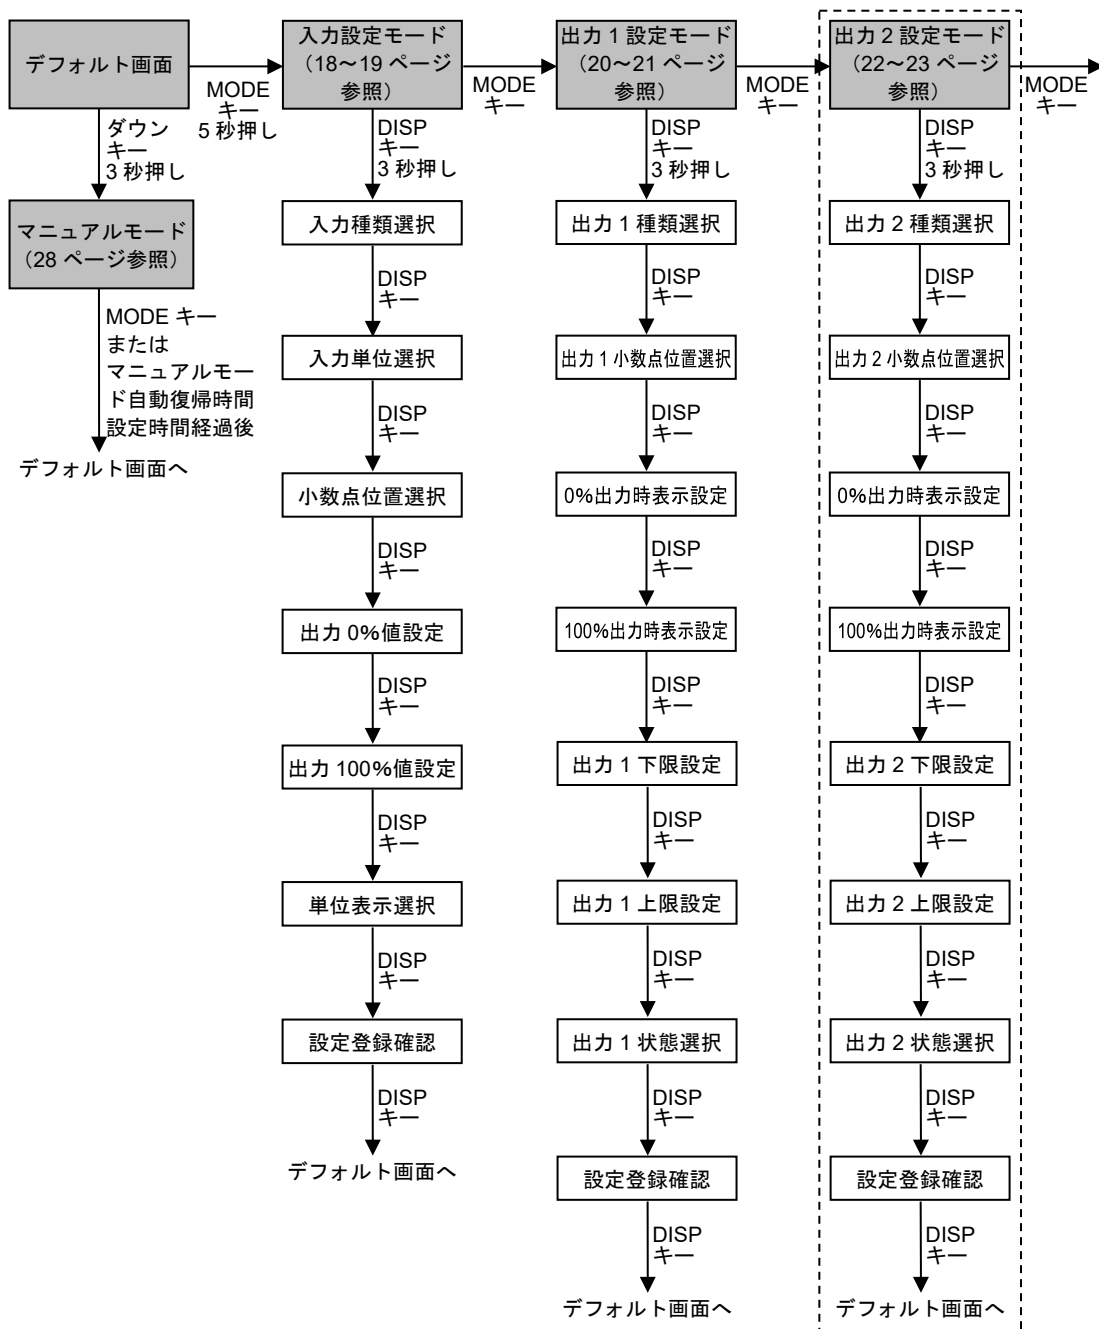 デフォルト画面
MODE
キー
5 秒押し
ダウン
キー
3 秒押し
マニュアルモード
（28 ページ参照）
MODE キー
または
マニュアルモー
ド自動復帰時間
設定時間経過後
デフォルト画面へ
入力設定モード
（18～19 ページ
参照）
MODE
キー
DISP
キー
3 秒押し
入力種類選択
DISP
キー
入力単位選択
DISP
キー
小数点位置選択
DISP
キー
出力 0%値設定
DISP
キー
出力 100%値設定
DISP
キー
単位表示選択
DISP
キー
設定登録確認
DISP
キー
デフォルト画面へ
出力 1 設定モード
（20～21 ページ
参照）
MODE
キー
DISP
キー
3 秒押し
出力 1 種類選択
DISP
キー
出力 1 小数点位置選択
DISP
キー
0%出力時表示設定
DISP
キー
100%出力時表示設定
DISP
キー
出力 1 下限設定
DISP
キー
出力 1 上限設定
DISP
キー
出力 1 状態選択
DISP
キー
設定登録確認
DISP
キー
デフォルト画面へ
出力 2 設定モード
（22～23 ページ
参照）
MODE
キー
DISP
キー
3 秒押し
出力 2 種類選択
DISP
キー
出力 2 小数点位置選択
DISP
キー
0%出力時表示設定
DISP
キー
100%出力時表示設定
DISP
キー
出力 2 下限設定
DISP
キー
出力 2 上限設定
DISP
キー
出力 2 状態選択
DISP
キー
設定登録確認
DISP
キー
デフォルト画面へ